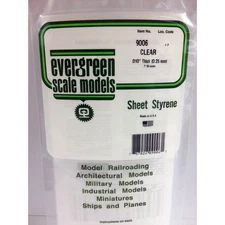 Item No. Loc. Code
9006
CLEAR
.010" Thick (0.25 mm)
evergreen
scale models
Sheet Styrene
Made in U.S.A.
Model Railroading
Architectural Models
Military Models
Industrial Models
Miniatures
Ships and Planes